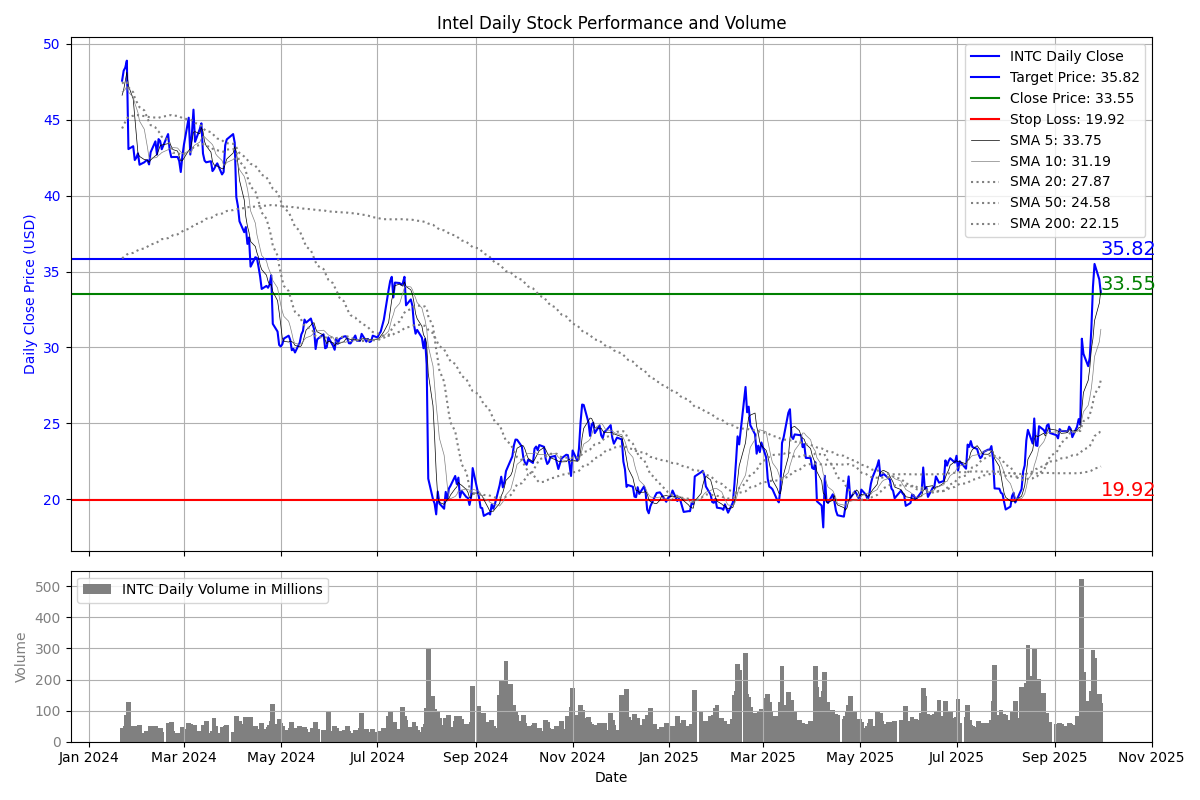 Intel Daily Stock Performance and Volume
50
45
40
35
30
25
20
Daily Close Price (USD)
INTC Daily Close
Target Price: 35.82
Close Price: 33.55
Stop Loss: 19.92
SMA 5: 33.75
SMA 10: 31.19
SMA 20: 27.87
SMA 50: 24.58
SMA 200: 22.15
35.82
33.55
19.92
INTC Daily Volume in Millions
500
400
300
200
100
0
Volume
Jan 2024 Mar 2024 May 2024 Jul 2024 Sep 2024 Nov 2024 Jan 2025 Mar 2025 May 2025 Jul 2025 Sep 2025 Nov 2025
Date